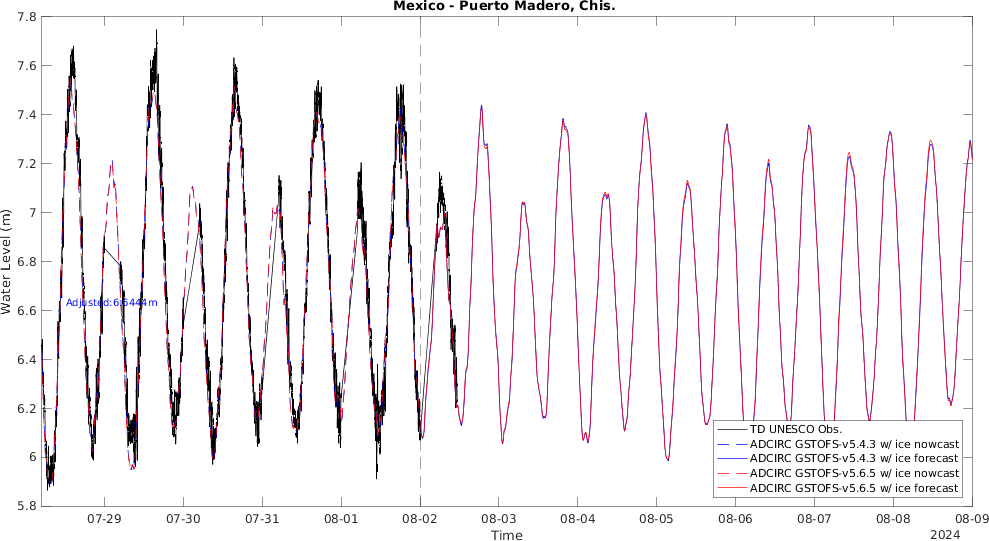 Mexico - Puerto Madero, Chis.
7.8
7.6
7.4
7.2
7
6.8
6.6
6.4
6.2
6
5.8
Water Level (m)
Adjusted:6.6444m
TD UNESCO Obs.
ADCIRC GSTOFS-v5.4.3 w/ ice nowcast
ADCIRC GSTOFS-v5.4.3 w/ ice forecast
ADCIRC GSTOFS-v5.6.5 w/ ice nowcast
ADCIRC GSTOFS-v5.6.5 w/ ice forecast
07-29 07-30 07-31 08-01 08-02 08-03 08-04 08-05 08-06 08-07 08-08 08-09
Time
2024